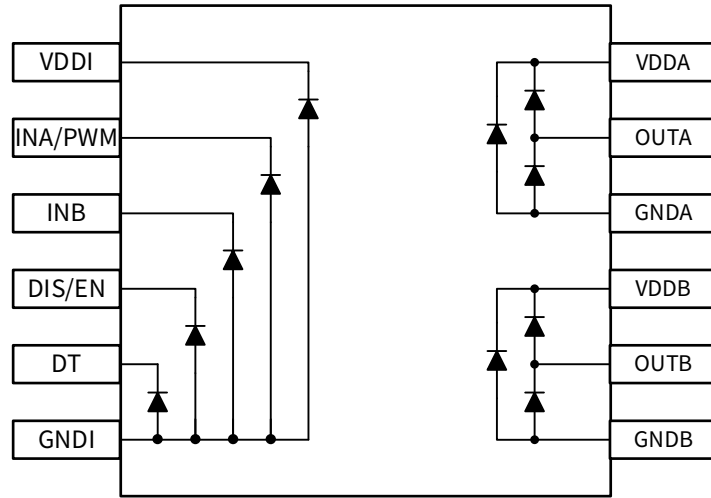 VDDI
INA/PWM
INB
DIS/EN
DT
GNDI
VDDA
OUTA
GNDA
VDDB
OUTB
GNDB